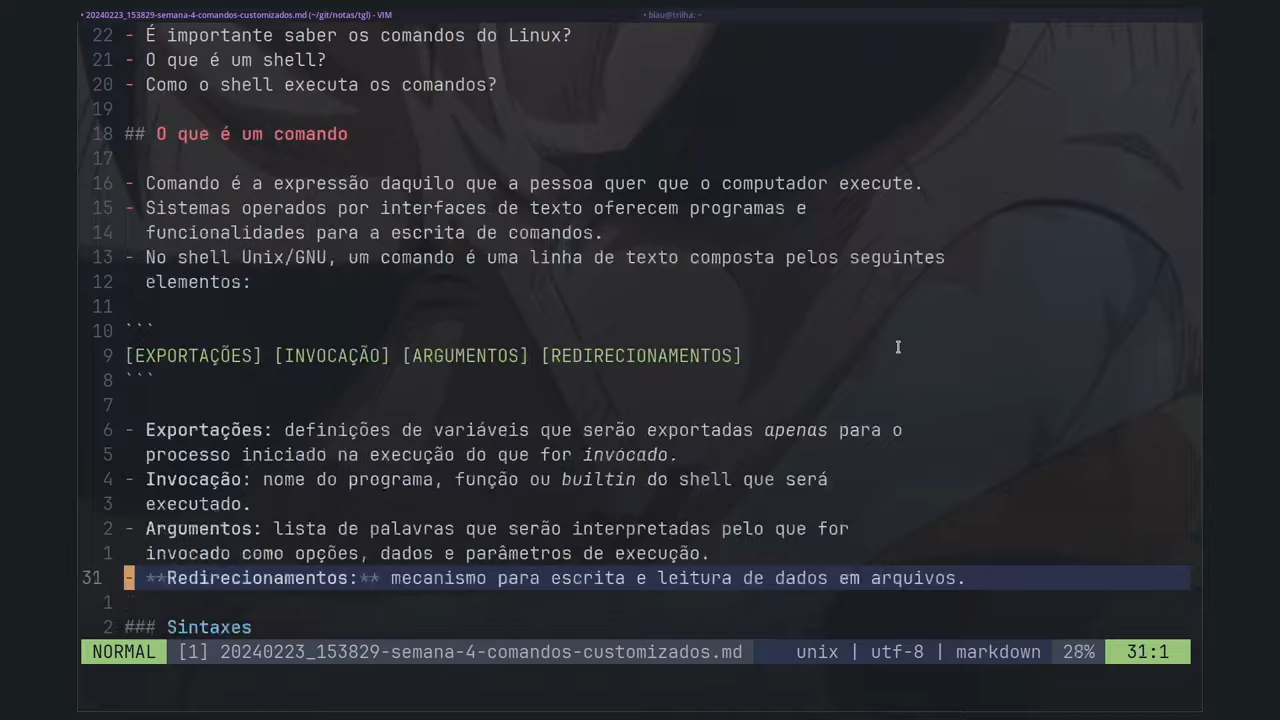 • 20240223_153829-semana-4-comandos-customizados.md (~/git/notas/tgl) - VIM
• blau@trilha: ~
22 - É importante saber os comandos do Linux?
21 - O que é um shell?
20 - Como o shell executa os comandos?
19
18 ## O que é um comando
17
16 - Comando é a expressão daquilo que a pessoa quer que o computador execute.
15 - Sistemas operados por interfaces de texto oferecem programas e
14 funcionalidades para a escrita de comandos.
13 - No shell Unix/GNU, um comando é uma linha de texto composta pelos seguintes
12 elementos:
11
10 ```
9 [EXPORTAÇÕES] [INVOCAÇÃO] [ARGUMENTOS] [REDIRECIONAMENTOS]
8 ```
7
6 - Exportações: definições de variáveis que serão exportadas apenas para o
5 processo iniciado na execução do que for invocado.
4 - Invocação: nome do programa, função ou builtin do shell que será
3 executado.
2 - Argumentos: lista de palavras que serão interpretadas pelo que for
1 invocado como opções, dados e parâmetros de execução.
31 - **Redirecionamentos:** mecanismo para escrita e leitura de dados em arquivos.
1
2 ### Sintaxes
NORMAL [1] 20240223_153829-semana-4-comandos-customizados.md unix | utf-8 | markdown 28% 31:1